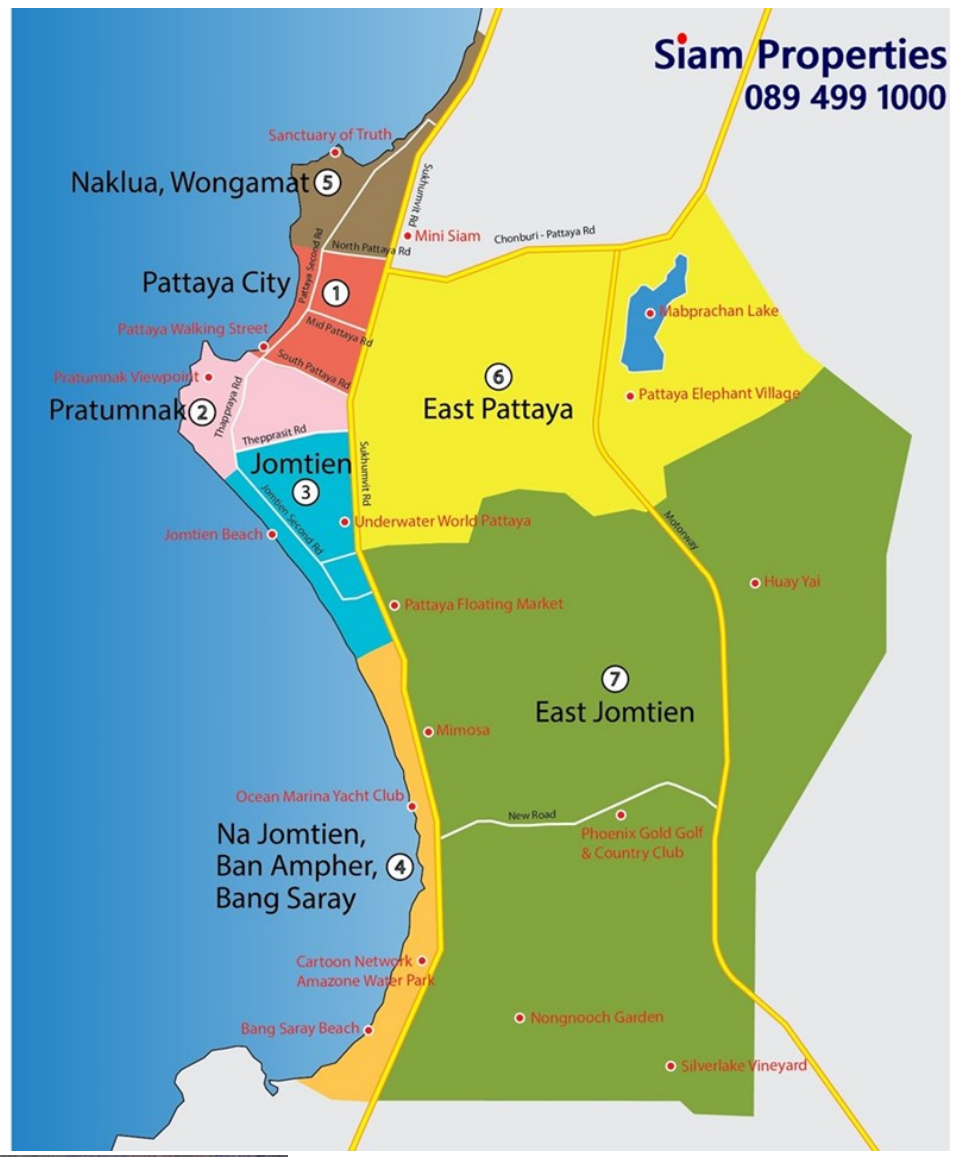 Siam Properties
089 499 1000
Sanctuary of Truth
Naklua, Wongamat 5
Sukhumvit Rd
Mini Siam
Chonburi - Pattaya Rd
North Pattaya Rd
Pattaya Second Rd
Pattaya City 1
Mabprachan Lake
Mid Pattaya Rd
Pattaya Walking Street
South Pattaya Rd
Pratumnak Viewpoint
6
East Pattaya
Pattaya Elephant Village
Pratumnak 2
Thappraya Rd
Thepprasit Rd
Jomtien
3
Sukhumvit Rd
Jomtien Second Rd
Underwater World Pattaya
Jomtien Beach
Motorway
Huay Yai
Pattaya Floating Market
7
East Jomtien
Mimosa
Ocean Marina Yacht Club
New Road
Phoenix Gold Golf
& Country Club
Na Jomtien,
Ban Ampher, 4
Bang Saray
Cartoon Network
Amazone Water Park
Nongnooch Garden
Bang Saray Beach
Silverlake Vineyard